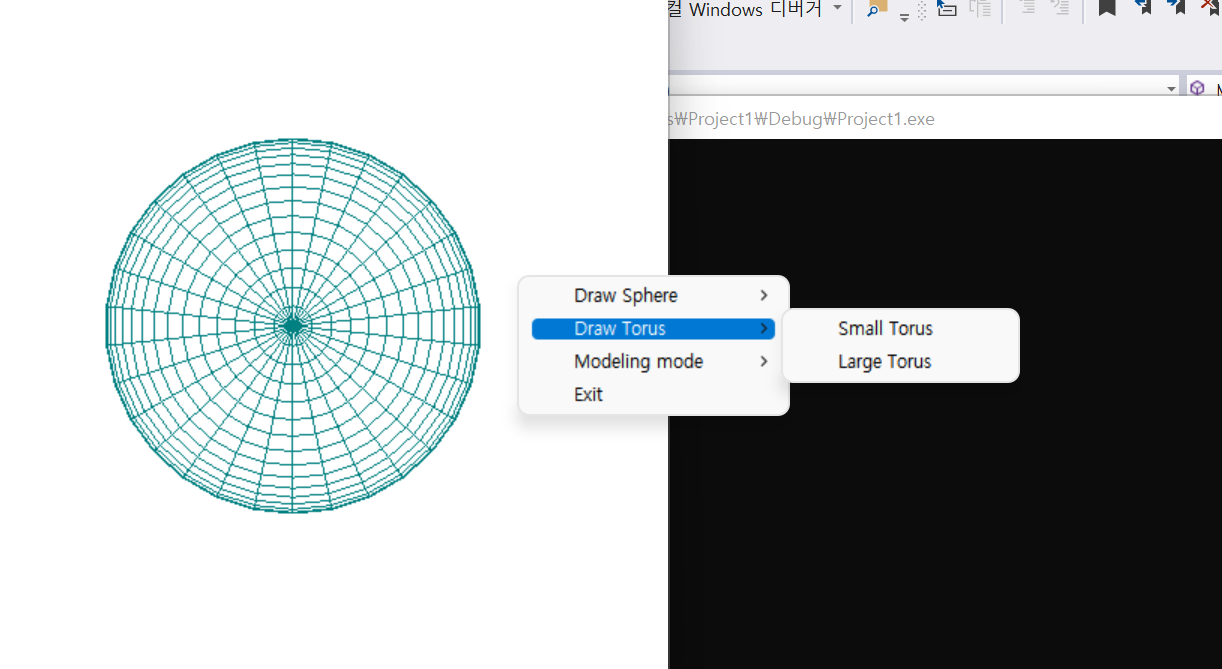 컬 Windows 디버거
s₩Project1₩Debug₩Project1.exe
Draw Sphere
Draw Torus
Modeling mode
Exit
Small Torus
Large Torus